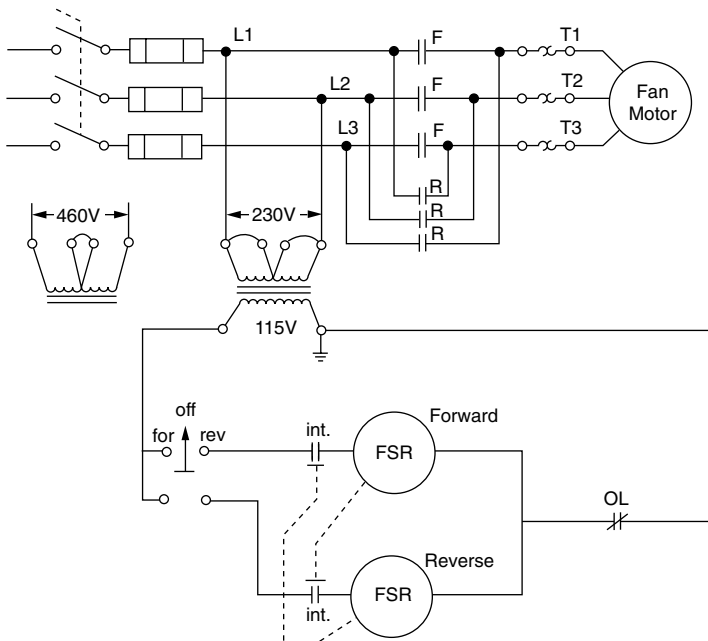 L1
F
T1
L2
F
T2
Fan
Motor
L3
F
T3
R
R
R
460V
230V
115V
off
for
rev
int.
FSR
Forward
OL
Reverse
FSR
int.